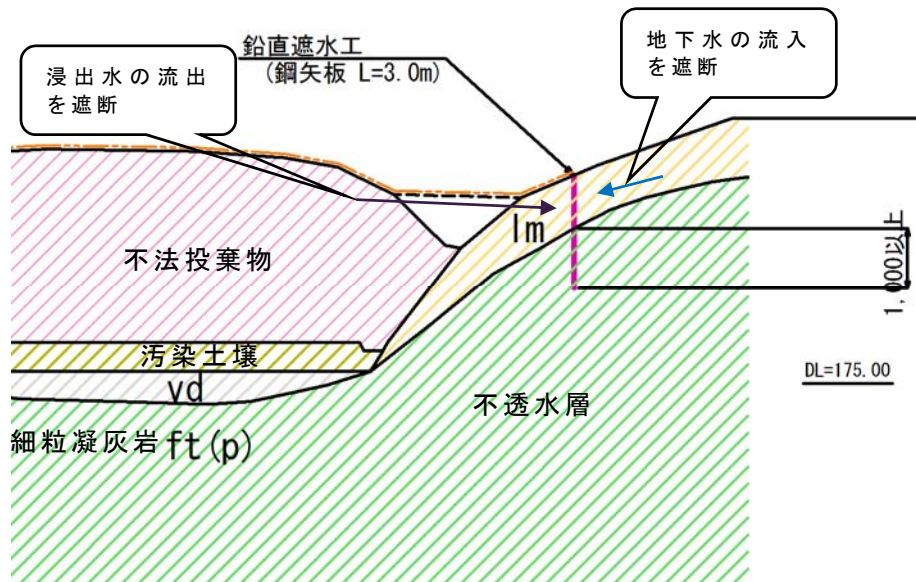 鉛直遮水工
(鋼矢板 L=3.0m)
浸出水の流出
を遮断
地下水の流入
を遮断
lm
不法投棄物
1,000以上
汚染土壌
vd
DL=175.00
不透水層
細粒凝灰岩ft(p)